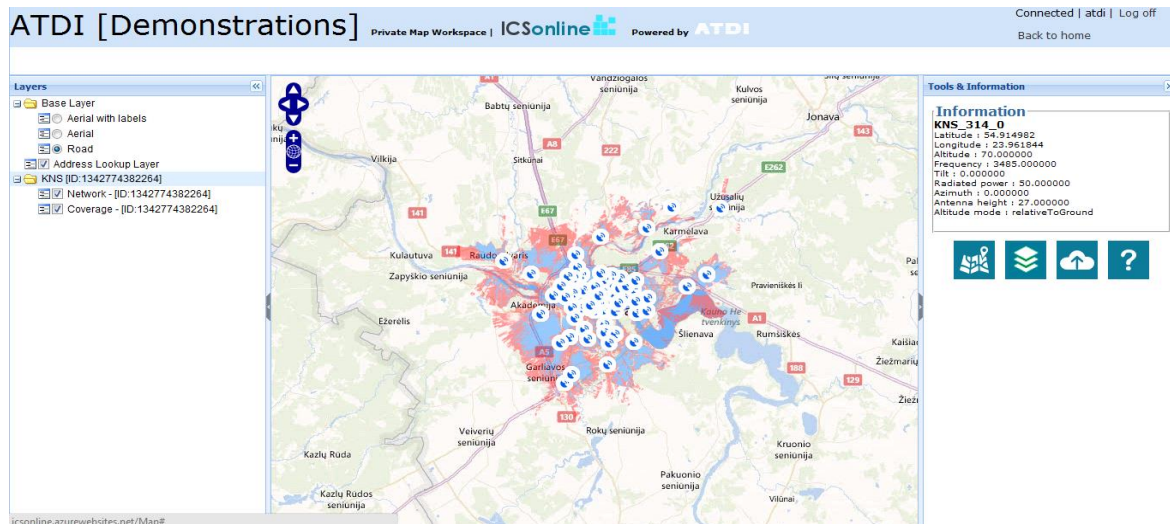 ATDI [Demonstrations] Private Map Workspace | ICSonline Powered by ATDI
Connected | atdi | Log off
Back to home
Layers
Base Layer
Aerial with labels
Aerial
Road
Address Lookup Layer
KNS [ID:1342774382264]
Network - [ID:1342774382264]
Coverage - [ID:1342774382264]
A1
Vandžiogalos
seniūnija
Babtų seniūnija
Kulvos
seniūnija
Jonava
143
A8
222
Vilkija
Sitkūnai
E262
141
E67
Karmėlava
E67
Kulautuva
141
Zapyškio seniūnija
Pravieniškės Ii
Akademija
Ežerėlis
A1
Šlienava
Rumšiškės
A5
Garliavos
188
129
130
Rokų seniūnija
Veiverių
seniūnija
Kruonio
seniūnija
Kazlų Rūda
Pakuonio
seniūnija
Kazlų Rūdos
seniūnija
Vilūnai
Tools & Information
Information
KNS_314_0
Latitude : 54.914982
Longitude : 23.961844
Altitude : 70.000000
Frequency : 3485.000000
Tilt : 0.000000
Radiated power : 50.000000
Azimuth : 0.000000
Antenna height : 27.000000
Altitude mode : relativeToGround
?
icsonline.azurewebsites.net/Map#